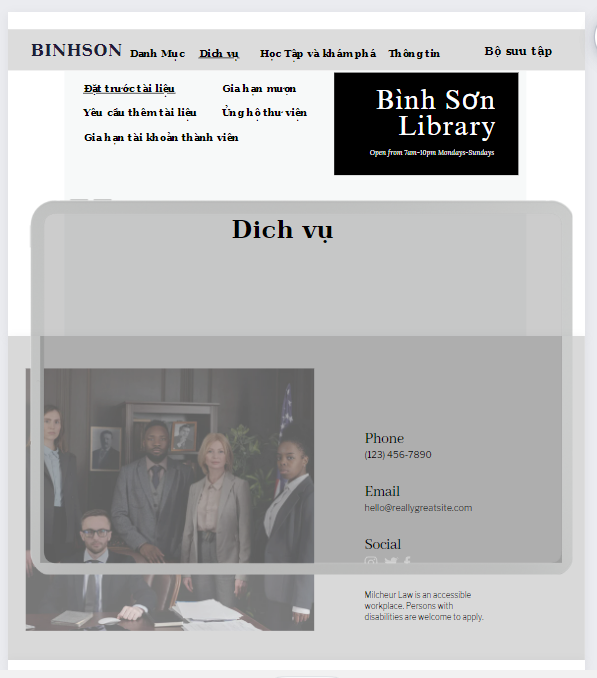 BINHSON Danh Mục Dich vụ Học Tập và khám phá Thông tin Bộ suu tập
Đặt trước tài liệu Gia hạn mượn
Yêu cầu thêm tài liệu Ủng hộ thư viện
Gia hạn tài khoản thành viên
Bình Sơn
Library
Open from 7am-10pm Mondays-Sundays
Dich vụ
Phone
(123) 456-7890
Email
hello@reallygreatsite.com
Social
Milcheur Law is an accessible
workplace. Persons with
disabilities are welcome to apply.